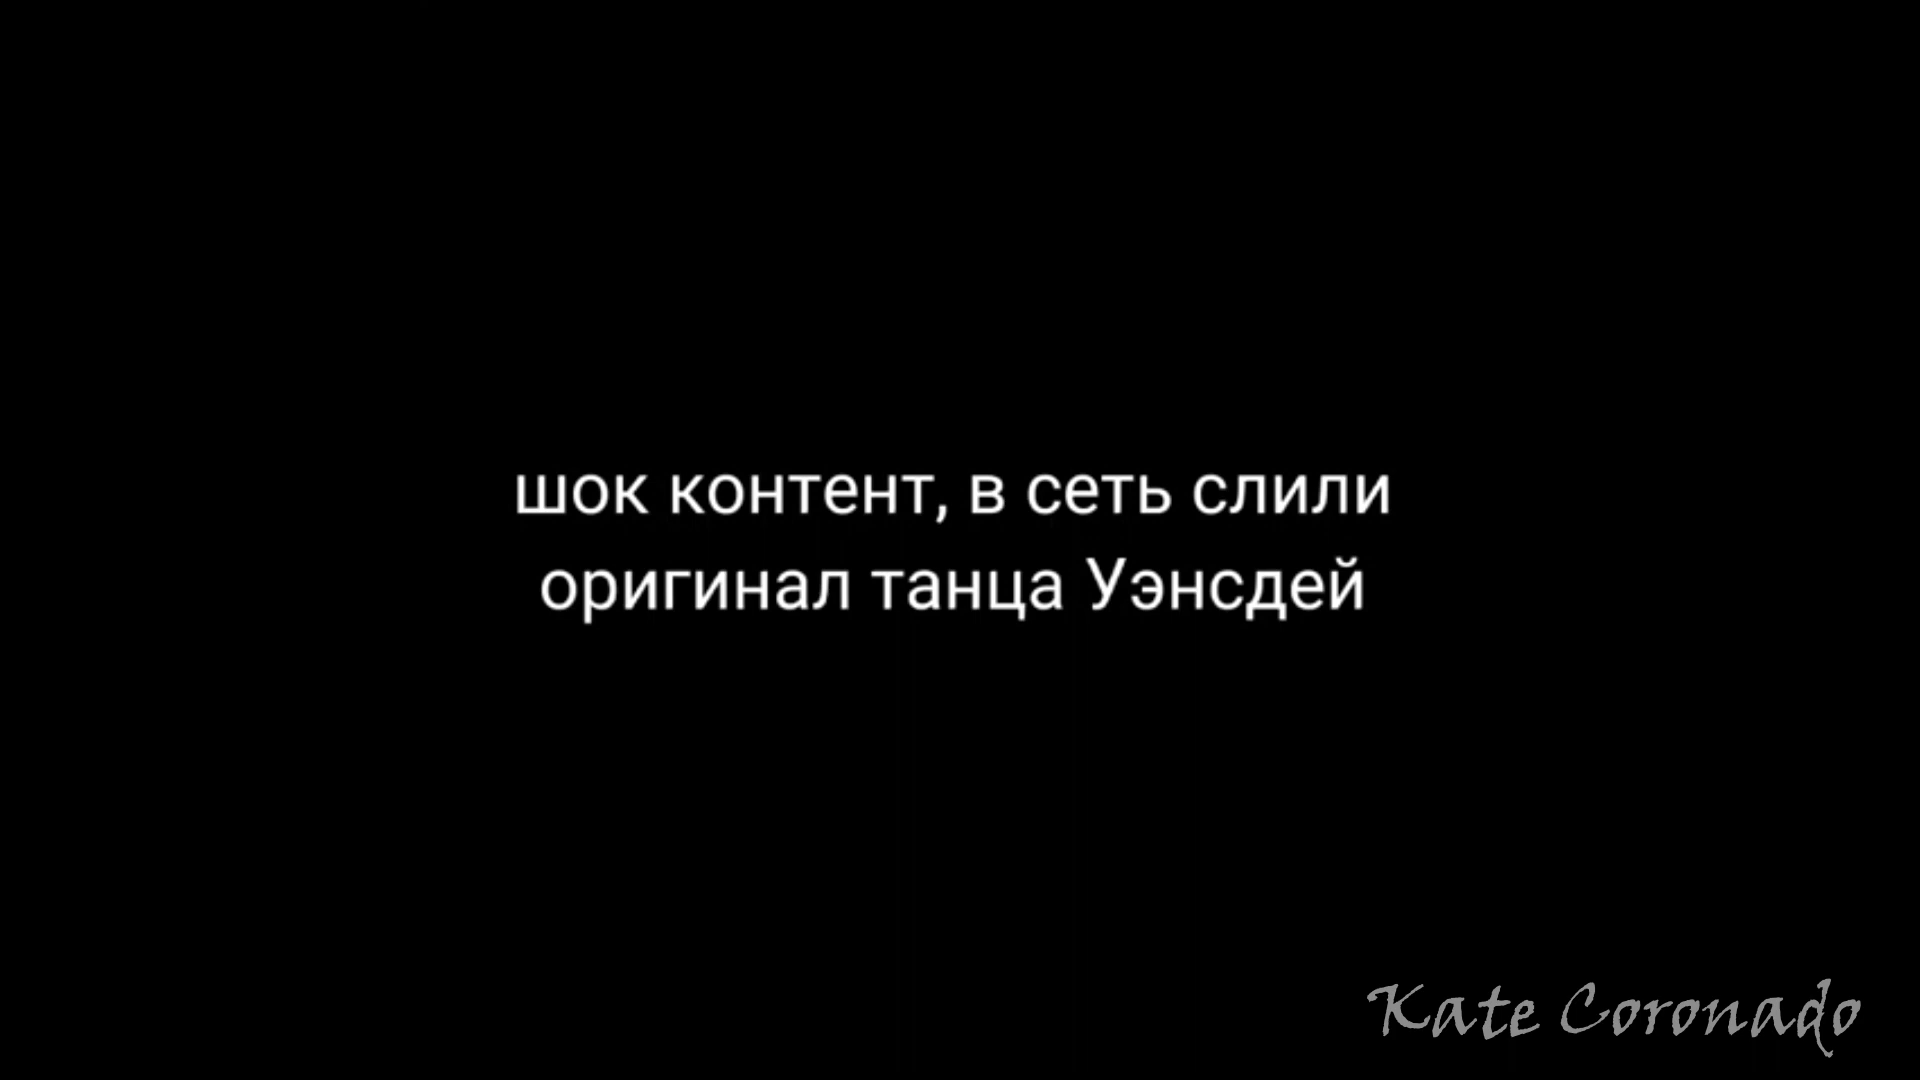 шок контент, в сеть слили
оригинал танца Уэнсдей
Kate Coronado